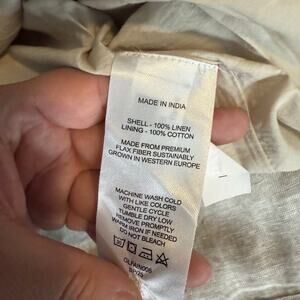 MADE IN INDIA
SHELL - 100% LINEN
LINING - 100% COTTON
MADE FROM PREMIUM
FLAX FIBER SUSTAINABLY
GROWN IN WESTERN EUROPE
MACHINE WASH COLD
WITH LIKE COLORS
GENTLE CYCLE
TUMBLE DRY LOW
REMOVE PROMPTLY
WARM IRON IF NEEDED
DO NOT BLEACH